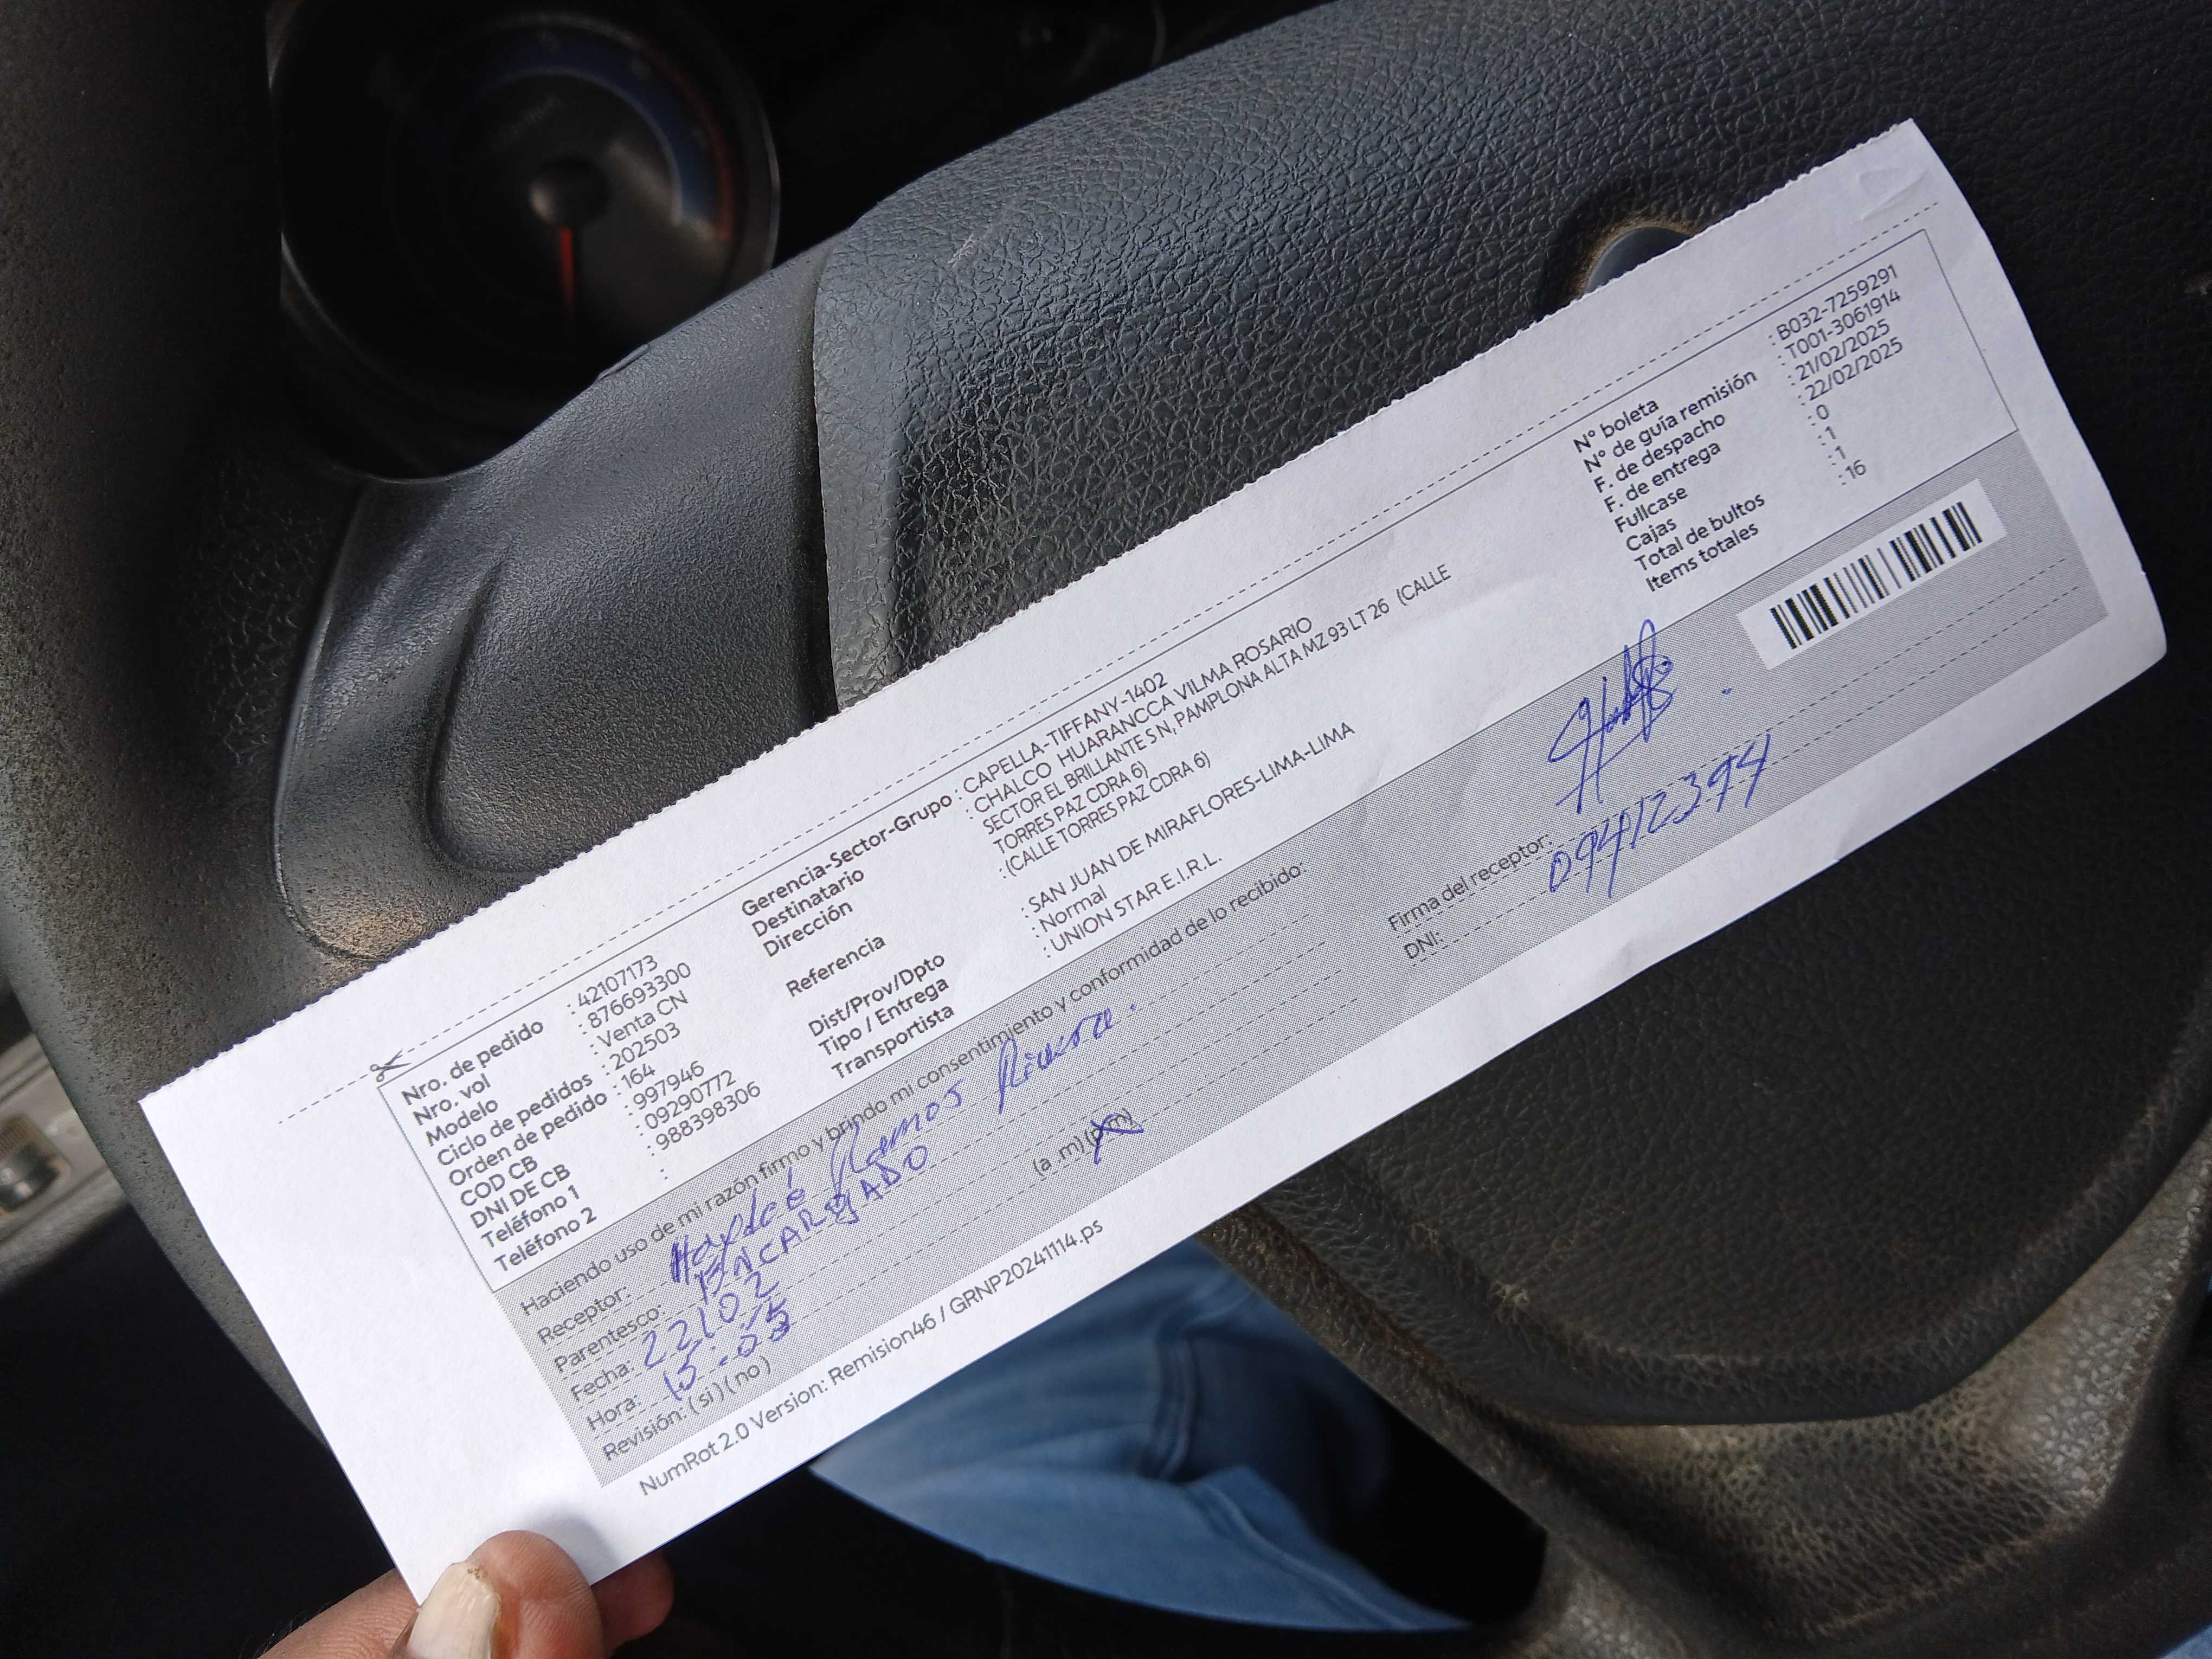 Nro. de pedido : 42107173
Nro. vol : 876693300
Modelo : Venta CN
Ciclo de pedidos : 202503
Orden de pedido : 164
COD CB : 997946
DNI DE CB : 09290772
Teléfono 1 : 988398306
Teléfono 2 :
Gerencia-Sector-Grupo : CAPELLA-TIFFANY-1402
Destinatario : CHALCO HUARANCCA VILMA ROSARIO
Dirección : SECTOR EL BRILLANTE S N, PAMPLONA ALTA MZ 93 LT 26 (CALLE
TORRES PAZ CDRA 6)
Referencia : (CALLE TORRES PAZ CDRA 6)
Dist/Prov/Dpto : SAN JUAN DE MIRAFLORES-LIMA-LIMA
Tipo / Entrega : Normal
Transportista : UNION STAR E.I.R.L.
N° boleta : B032-7259291
N° de guía remisión : T001-3061914
F. de despacho : 21/02/2025
F. de entrega : 22/02/2025
Fullcase : 0
Cajas : 1
Total de bultos : 1
Items totales : 16
Haciendo uso de mi razón firmo y brindo mi consentimiento y conformidad de lo recibido:
Receptor: Haydeé Ramos Rivera.
Parentesco: ENCARGADO
Fecha: 22/02
Hora: 15:05 (a .m) (p.m)
Revisión: ( si ) ( no )
Firma del receptor:
DNI: 09412394
NumRot 2.0 Version: Remision46 / GRNP20241114.ps